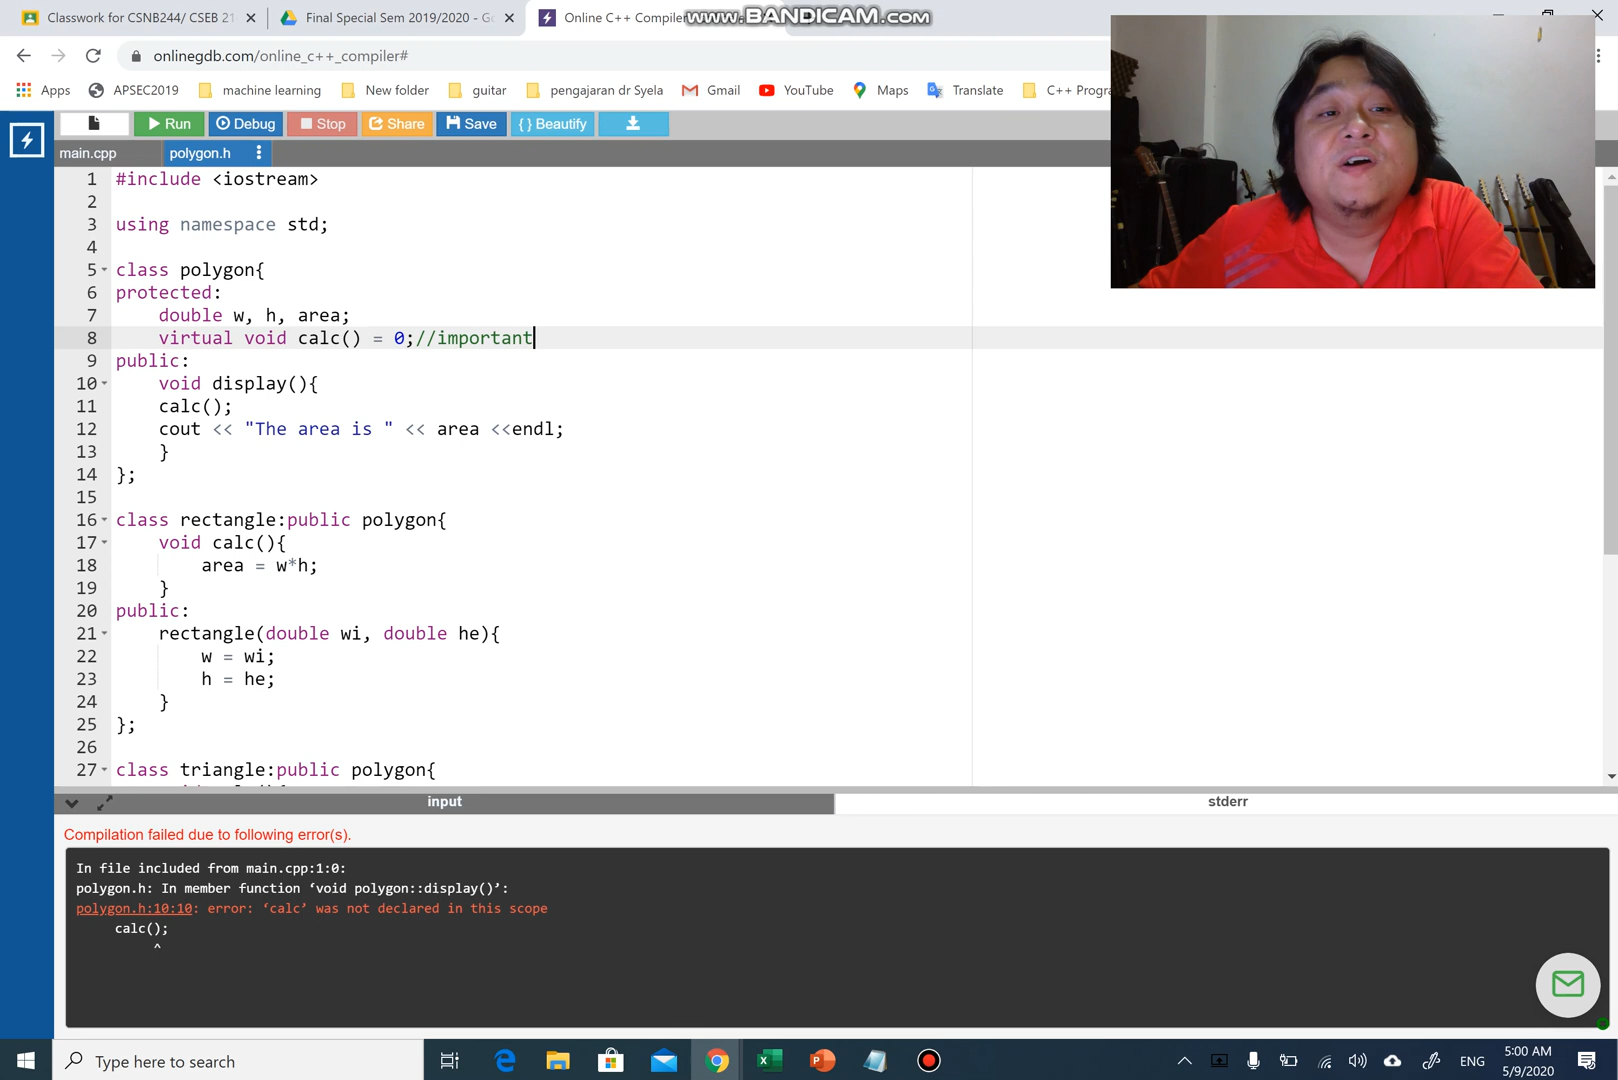 Classwork for CSNB244/ CSEB 21
Final Special Sem 2019/2020 - Go
Online C++ Compiler
www.BANDICAM.com
onlinegdb.com/online_c++_compiler#
Apps
APSEC2019
machine learning
New folder
guitar
pengajaran dr Syela
Gmail
YouTube
Maps
Translate
C++ Progra
Run
Debug
Stop
Share
Save
{ } Beautify
main.cpp
polygon.h
1 #include <iostream>
2
3 using namespace std;
4
5 class polygon{
6 protected:
7 double w, h, area;
8 virtual void calc() = 0;//important
9 public:
10 void display(){
11 calc();
12 cout << "The area is " << area <<endl;
13 }
14 };
15
16 class rectangle:public polygon{
17 void calc(){
18 area = w*h;
19 }
20 public:
21 rectangle(double wi, double he){
22 w = wi;
23 h = he;
24 }
25 };
26
27 class triangle:public polygon{
input
stderr
Compilation failed due to following error(s).
In file included from main.cpp:1:0:
polygon.h: In member function ‘void polygon::display()’:
polygon.h:10:10: error: ‘calc’ was not declared in this scope
calc();
^
Type here to search
ENG
5:00 AM
5/9/2020